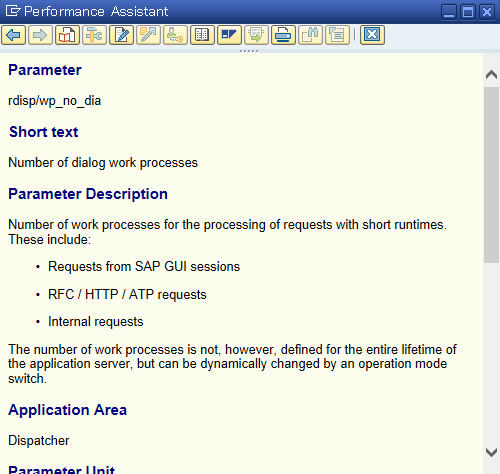 Performance Assistant
Parameter
rdisp/wp_no_dia
Short text
Number of dialog work processes
Parameter Description
Number of work processes for the processing of requests with short runtimes.
These include:
• Requests from SAP GUI sessions
• RFC / HTTP / ATP requests
• Internal requests
The number of work processes is not, however, defined for the entire lifetime of
the application server, but can be dynamically changed by an operation mode
switch.
Application Area
Dispatcher
Parameter Unit